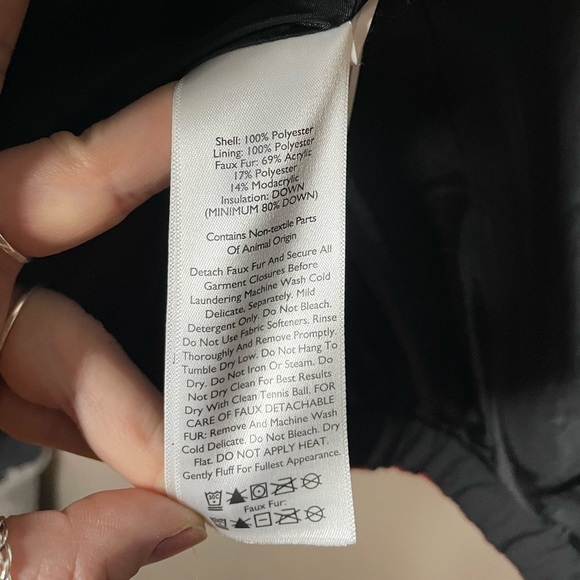 Shell: 100% Polyester
Lining: 100% Polyester
Faux Fur: 69% Acrylic
17% Polyester
14% Modacrylic
Insulation: DOWN
(MINIMUM 80% DOWN)
Contains Non-textile Parts
Of Animal Origin
Detach Faux Fur And Secure All
Garment Closures Before
Laundering Machine Wash Cold
Delicate, Separately. Mild
Detergent Only. Do Not Bleach.
Do Not Use Fabric Softeners. Rinse
Thoroughly And Remove Promptly.
Tumble Dry Low. Do Not Hang To
Dry. Do Not Iron Or Steam. Do
Not Dry Clean For Best Results
Dry With Clean Tennis Ball. FOR
CARE OF FAUX DETACHABLE
FUR: Remove And Machine Wash
Cold Delicate. Do Not Bleach. Dry
Flat. DO NOT APPLY HEAT.
Gently Fluff For Fullest Appearance.
Faux Fur: